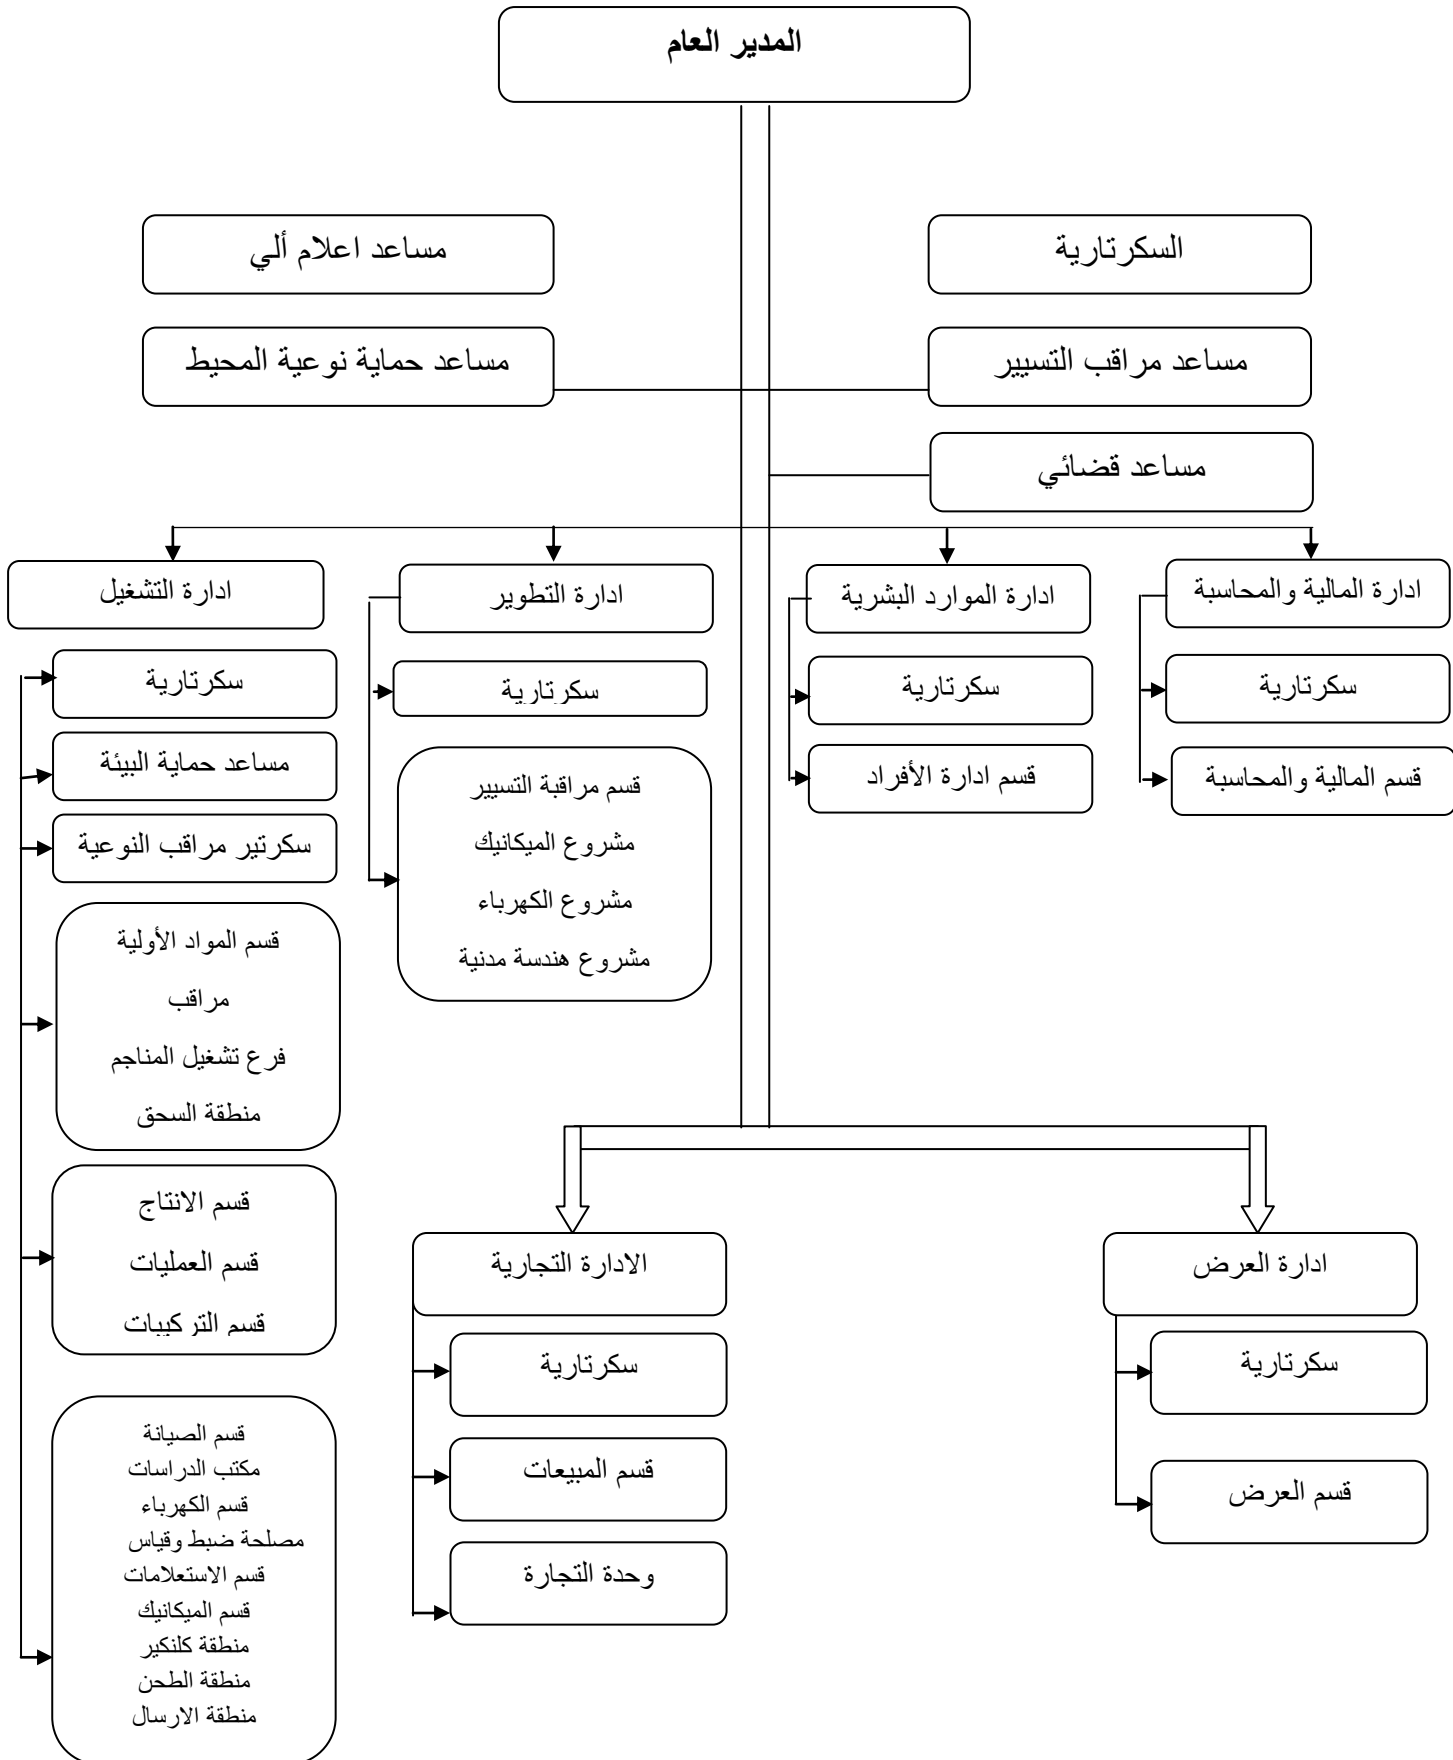 المدير العام
السكرتارية
مساعد اعلام ألي
مساعد مراقب التسيير
مساعد حماية نوعية المحيط
مساعد قضائي
ادارة المالية والمحاسبة
سكرتارية
قسم المالية والمحاسبة
ادارة الموارد البشرية
سكرتارية
قسم ادارة الأفراد
ادارة التطوير
سكرتارية
قسم مراقبة التسيير
مشروع الميكانيك
مشروع الكهرباء
مشروع هندسة مدنية
ادارة التشغيل
سكرتارية
مساعد حماية البيئة
سكرتير مراقب النوعية
قسم المواد الأولية
مراقب
فرع تشغيل المناجم
منطقة السحق
قسم الانتاج
قسم العمليات
قسم التركيبات
قسم الصيانة
مكتب الدراسات
قسم الكهرباء
مصلحة ضبط وقياس
قسم الاستعلامات
قسم الميكانيك
منطقة كلنكير
منطقة الطحن
منطقة الارسال
ادارة العرض
سكرتارية
قسم العرض
الادارة التجارية
سكرتارية
قسم المبيعات
وحدة التجارة